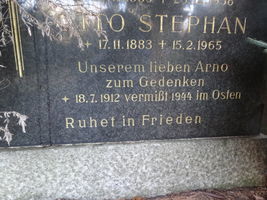 OTTO STEPHAN
+ 17.11.1883 + 15.2.1965
Unserem lieben Arno
zum Gedenken
+ 18.7.1912 vermißt 1944 im Osten
Ruhet in Frieden